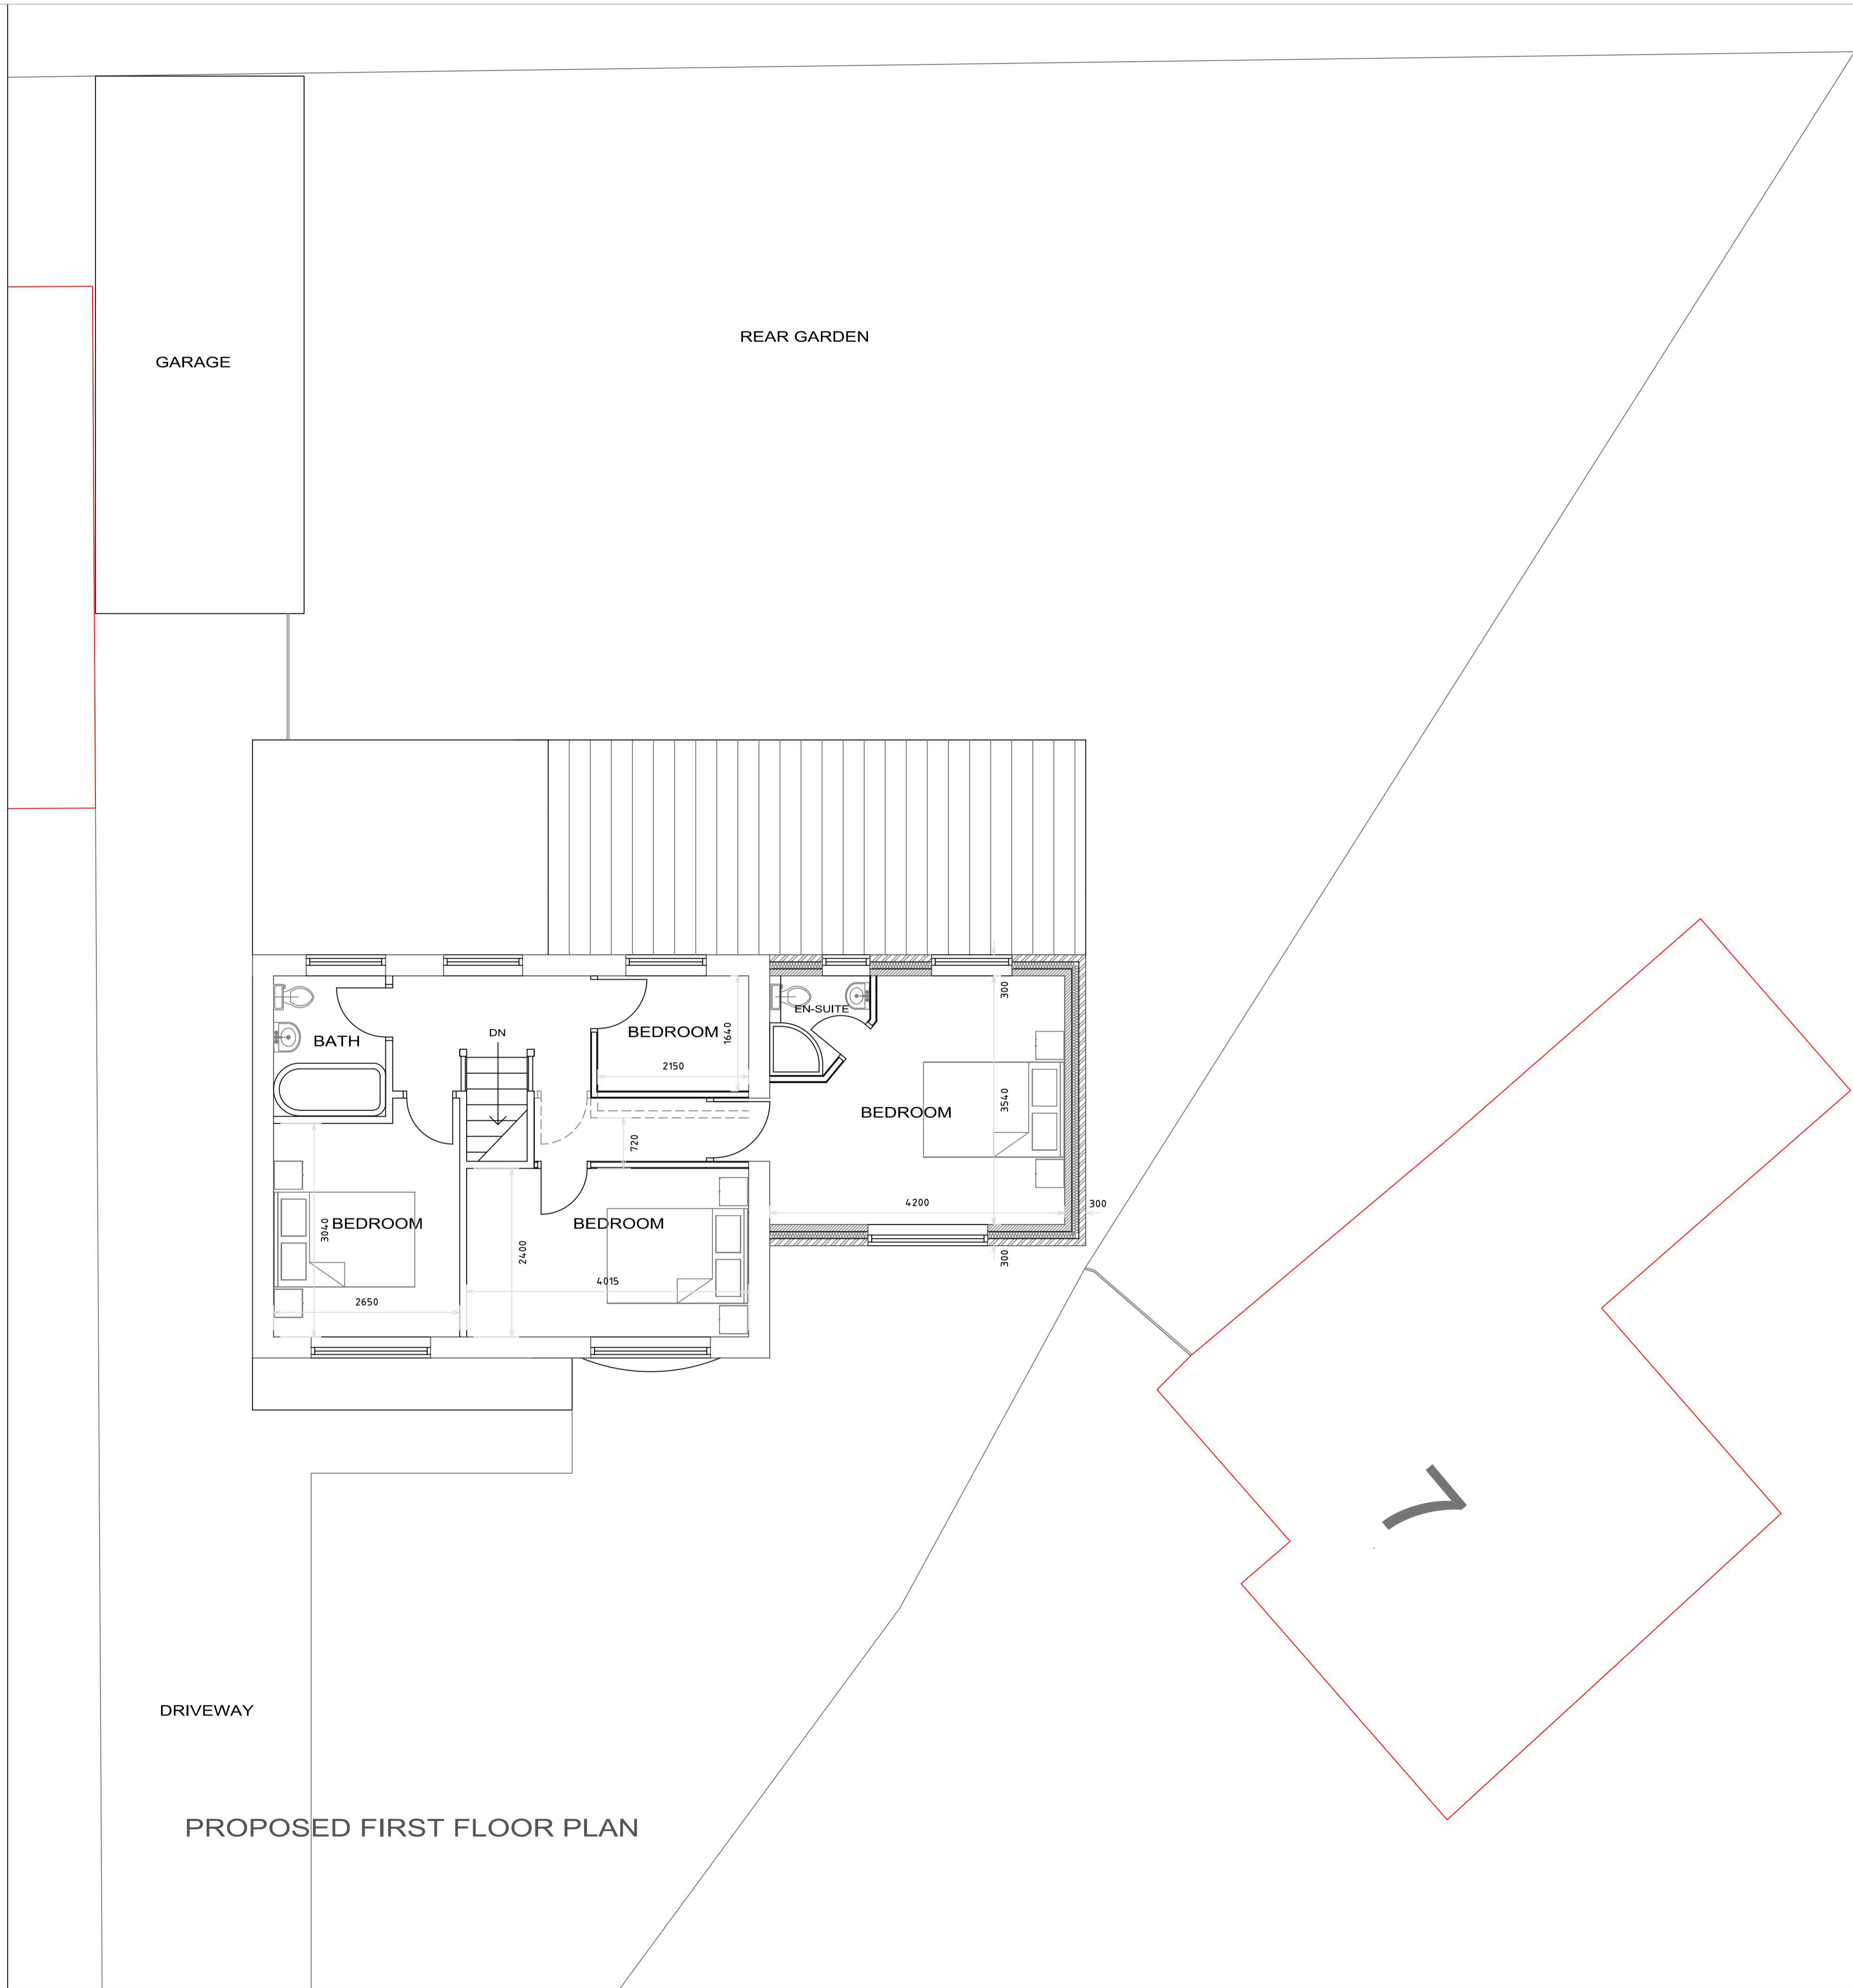 REAR GARDEN
GARAGE
300
EN-SUITE
DN
BEDROOM
1640
BATH
2150
3540
BEDROOM
720
4200
300
3040
BEDROOM
BEDROOM
2400
300
4015
2650
7
DRIVEWAY
PROPOSED FIRST FLOOR PLAN